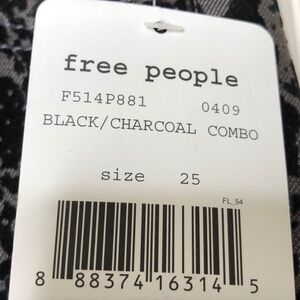 free people
F514P881 0409
BLACK/CHARCOAL COMBO
size 25
FL_54
8 88374 16314 5